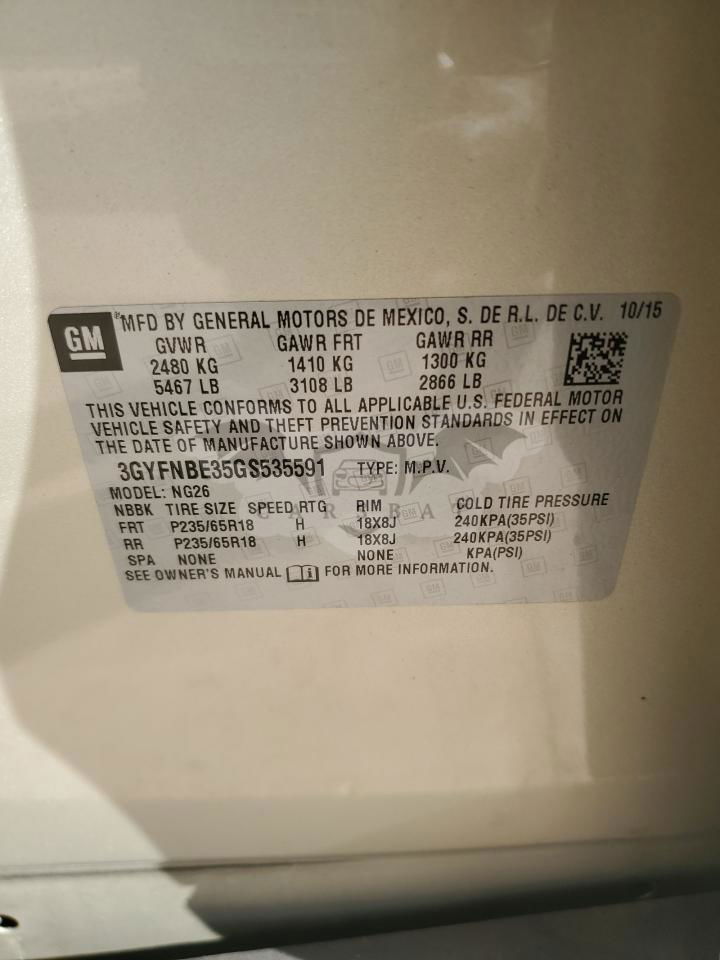 GM
®MFD BY GENERAL MOTORS DE MEXICO, S. DE R.L. DE C.V. 10/15
GVWR GAWR FRT GAWR RR
2480 KG 1410 KG 1300 KG
5467 LB 3108 LB 2866 LB
THIS VEHICLE CONFORMS TO ALL APPLICABLE U.S. FEDERAL MOTOR
VEHICLE SAFETY AND THEFT PREVENTION STANDARDS IN EFFECT ON
THE DATE OF MANUFACTURE SHOWN ABOVE.
3GYFNBE35GS535591 TYPE: M.P.V.
MODEL: NG26
NBBK TIRE SIZE SPEED RTG RIM COLD TIRE PRESSURE
CARABAT
FRT P235/65R18 H 18X8J 240KPA(35PSI)
RR P235/65R18 H 18X8J 240KPA(35PSI)
SPA NONE NONE KPA(PSI)
SEE OWNER'S MANUAL FOR MORE INFORMATION.